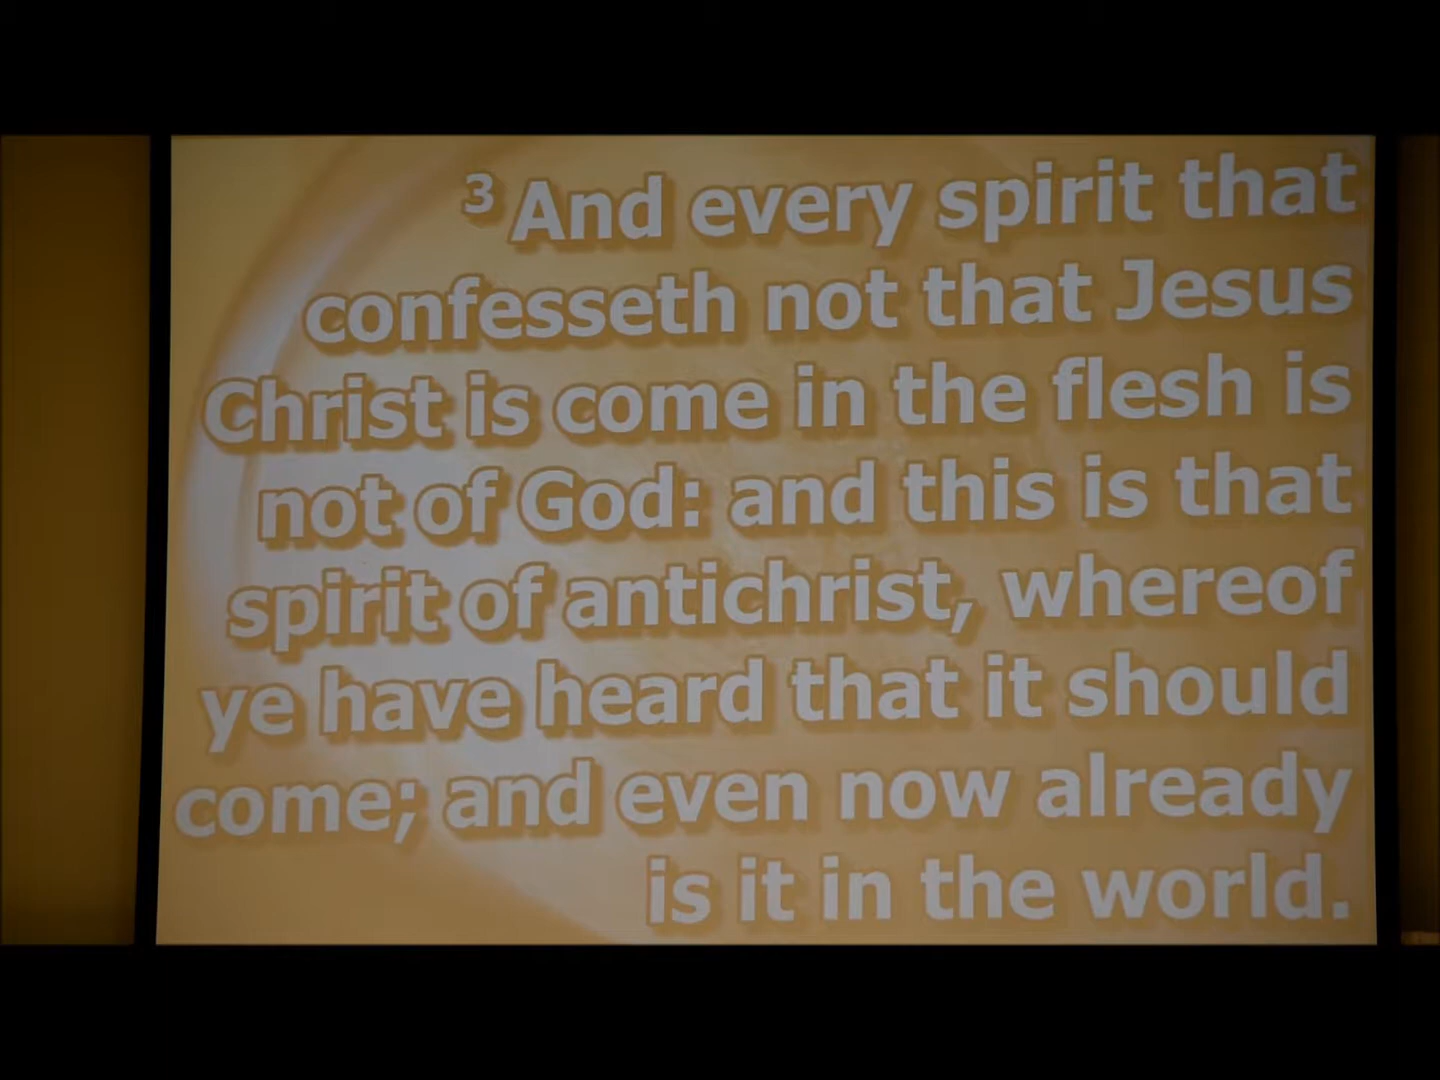 3 And every spirit that
confesseth not that Jesus
Christ is come in the flesh is
not of God: and this is that
spirit of antichrist, whereof
ye have heard that it should
come; and even now already
is it in the world.